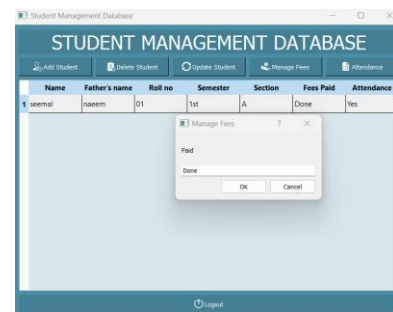 Student Management Database
STUDENT MANAGEMENT DATABASE
Add Student Delete Student Update Student Manage Fees Attendance
Name Father's name Roll no Semester Section Fees Paid Attendance
1 seemal naeem 01 1st A Done Yes
Manage Fees ?
Paid
Done
OK Cancel
Logout